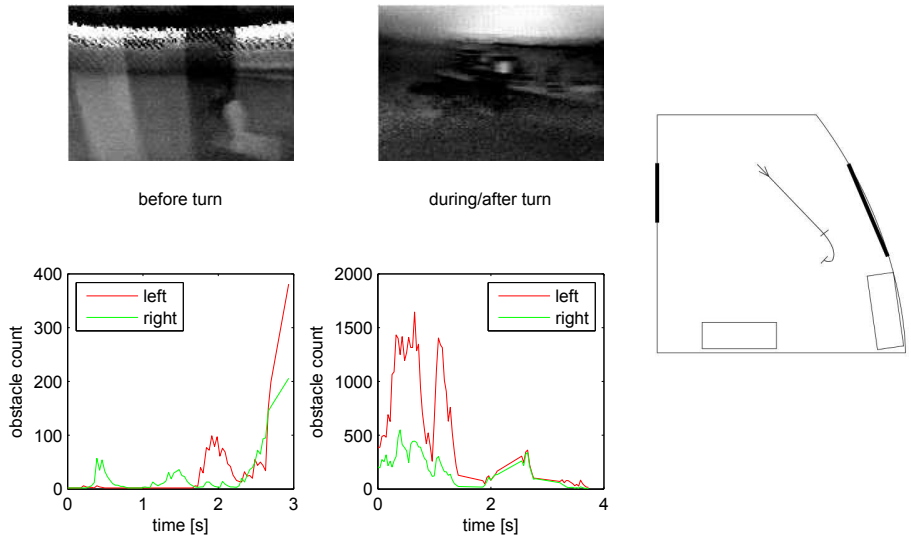 before turn
during/after turn
400
300
200
100
0
obstacle count
left
right
0
1
2
3
time [s]
2000
1500
1000
500
0
obstacle count
left
right
0
2
4
time [s]